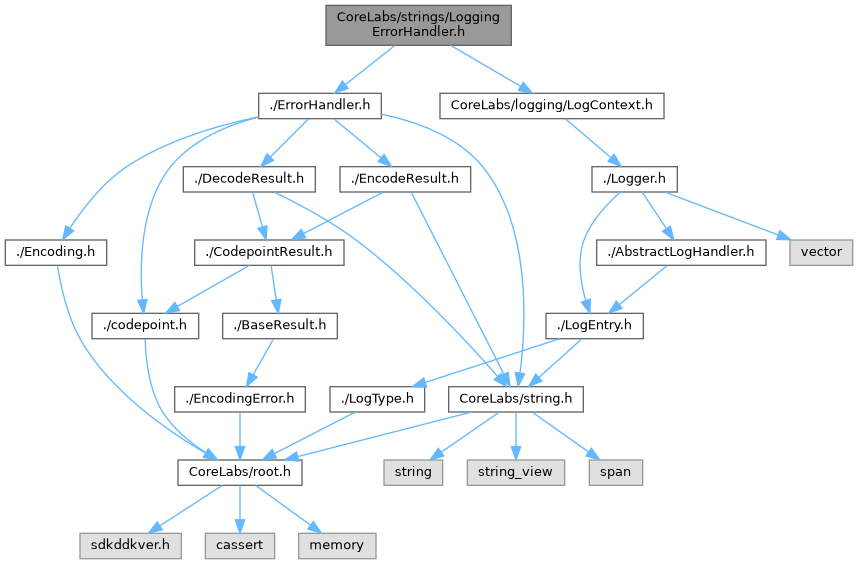 CoreLabs/strings/Logging
ErrorHandler.h
./ErrorHandler.h
CoreLabs/logging/LogContext.h
./DecodeResult.h
./EncodeResult.h
./Logger.h
./Encoding.h
./CodepointResult.h
./AbstractLogHandler.h
vector
./codepoint.h
./BaseResult.h
./LogEntry.h
./EncodingError.h
./LogType.h
CoreLabs/string.h
CoreLabs/root.h
string
string_view
span
sdkddkver.h
cassert
memory